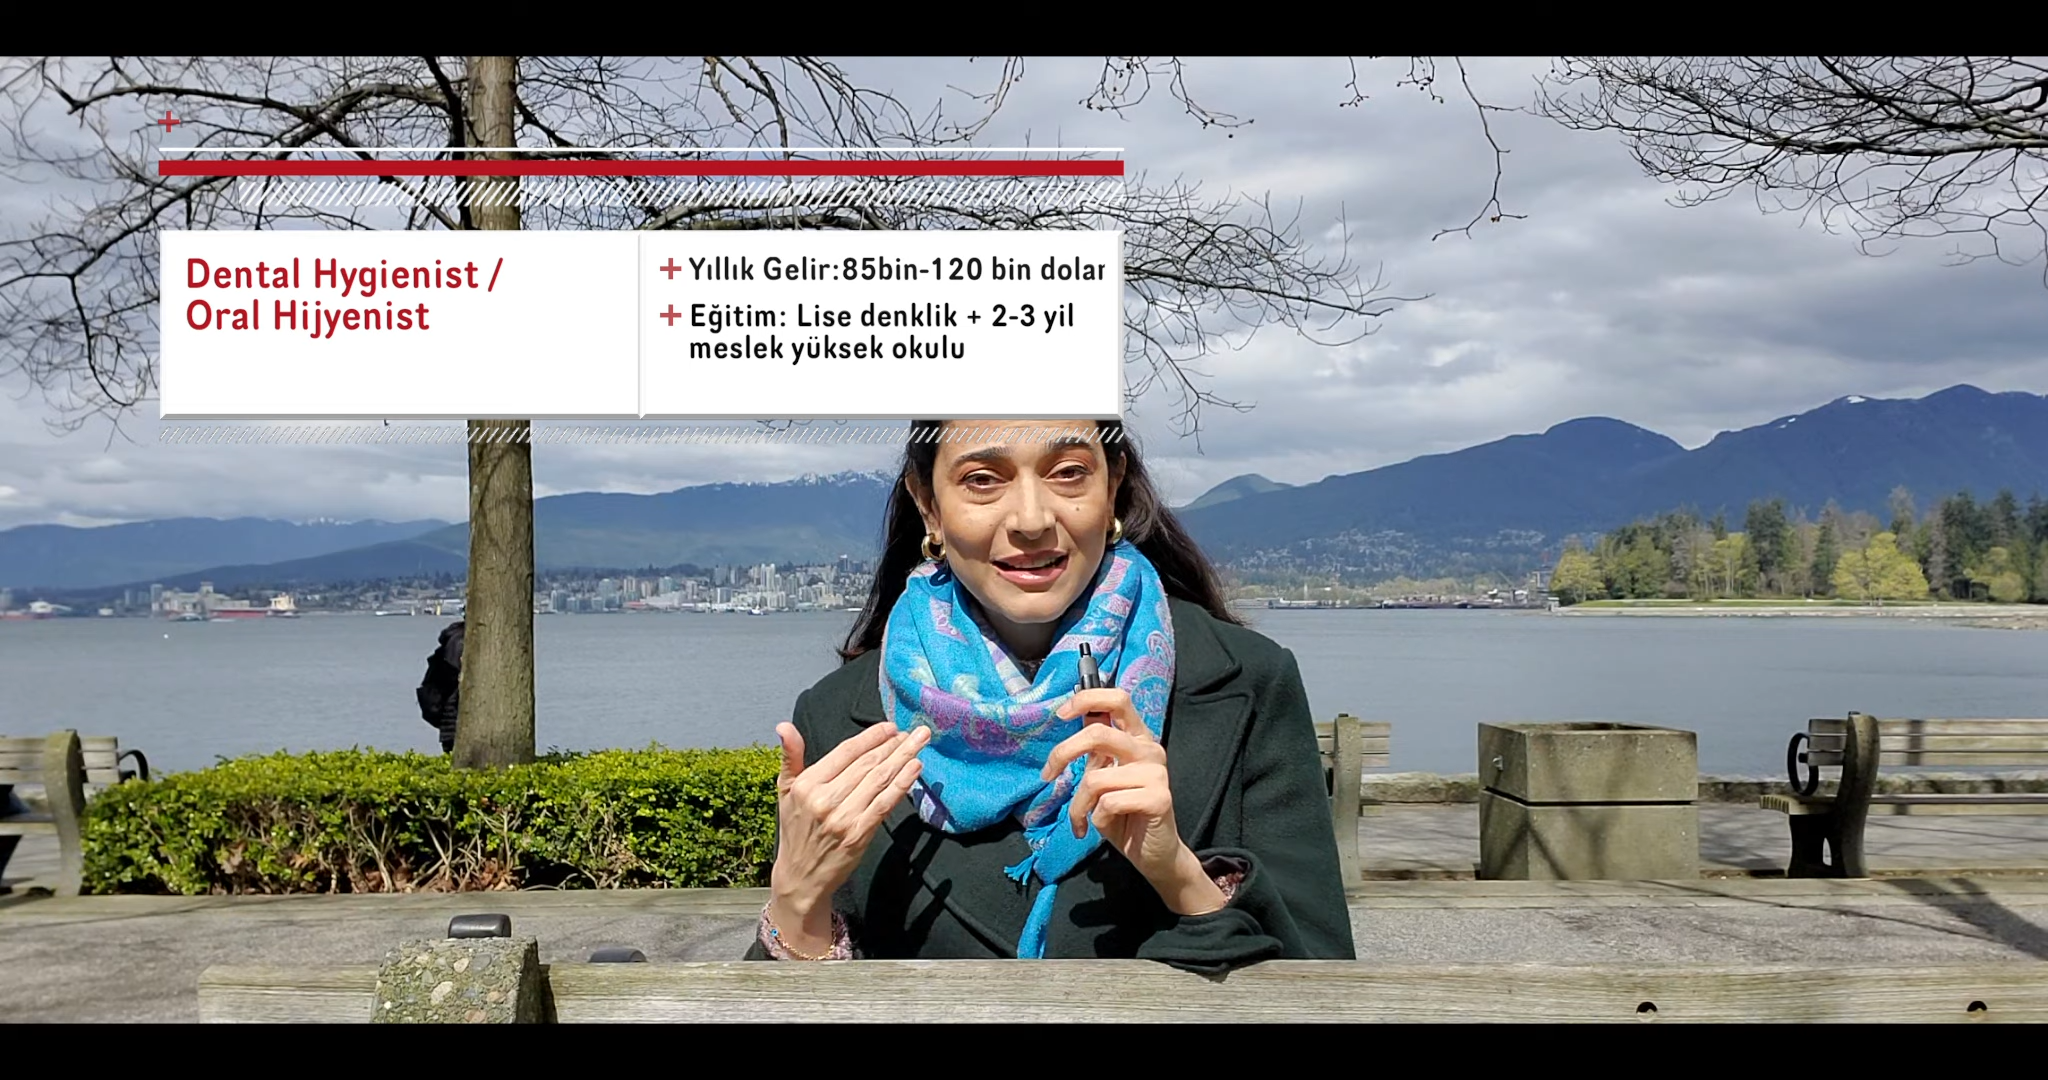 Dental Hygienist /
Oral Hijyenist
Yıllık Gelir:85bin-120 bin dolar
Eğitim: Lise denklik + 2-3 yil
meslek yüksek okulu